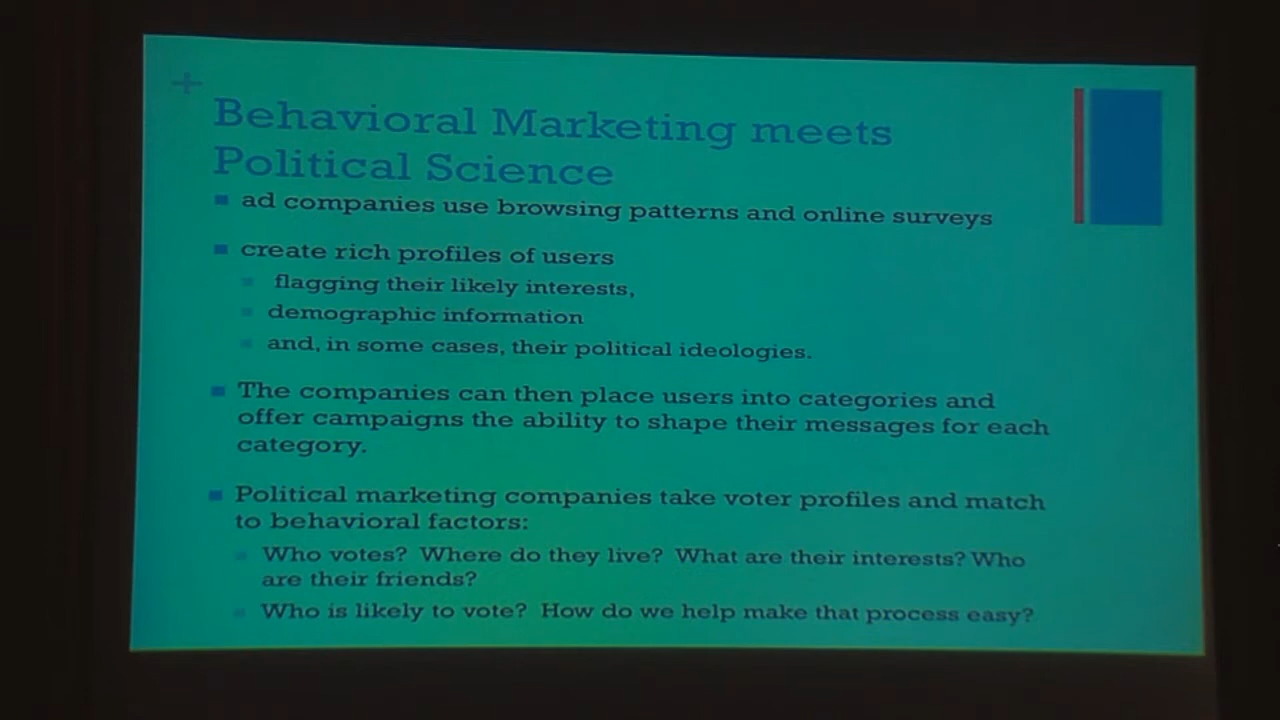 +
Behavioral Marketing meets
Political Science
ad companies use browsing patterns and online surveys
create rich profiles of users
flagging their likely interests,
demographic information
and, in some cases, their political ideologies.
The companies can then place users into categories and
offer campaigns the ability to shape their messages for each
category.
Political marketing companies take voter profiles and match
to behavioral factors:
Who votes? Where do they live? What are their interests? Who
are their friends?
Who is likely to vote? How do we help make that process easy?